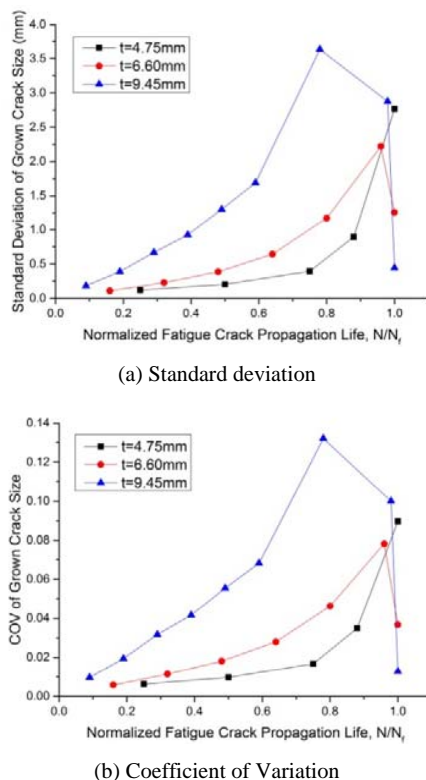 4.0
3.5
3.0
2.5
2.0
1.5
1.0
0.5
0.0
Standard Deviation of Grown Crack Size (mm)
t=4.75mm
t=6.60mm
t=9.45mm
0.0 0.2 0.4 0.6 0.8 1.0
Normalized Fatigue Crack Propagation Life, N/Nf
(a) Standard deviation
0.14
0.12
0.10
0.08
0.06
0.04
0.02
0.00
COV of Grown Crack Size
t=4.75mm
t=6.60mm
t=9.45mm
0.0 0.2 0.4 0.6 0.8 1.0
Normalized Fatigue Crack Propagation Life, N/Nf
(b) Coefficient of Variation